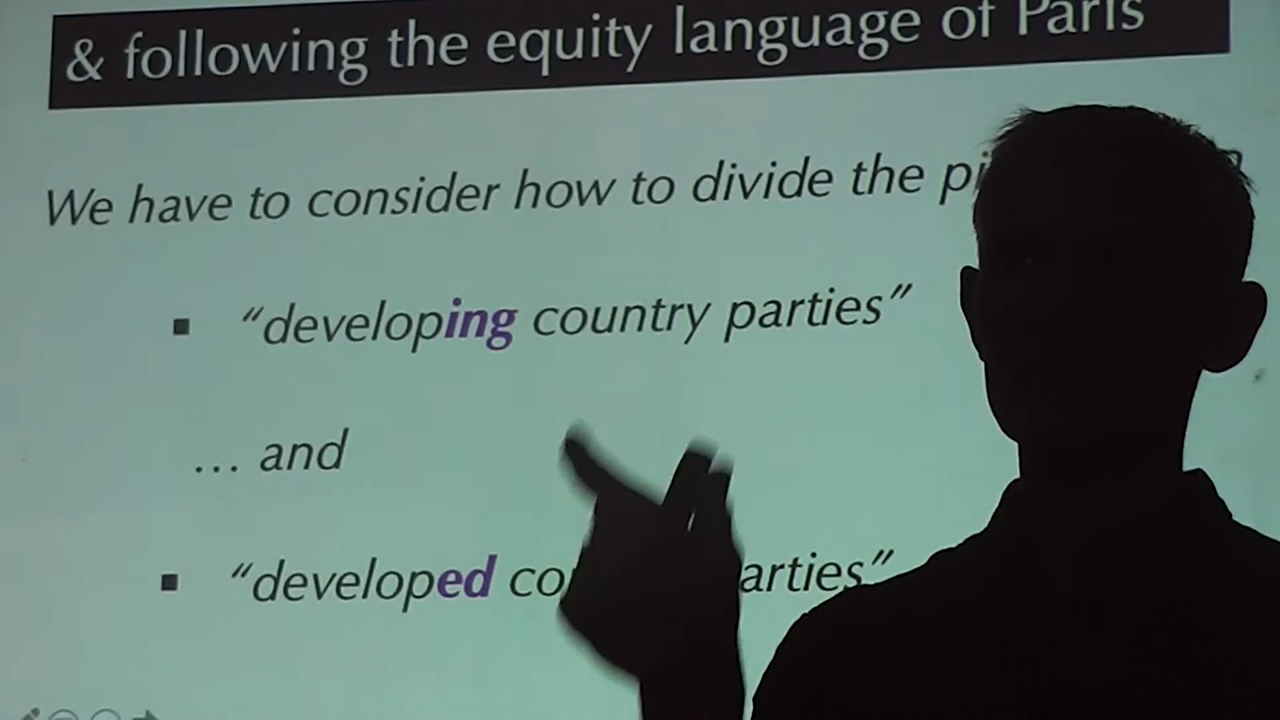 & following the equity language of Paris
We have to consider how to divide the
"developing country parties"
... and
"developed